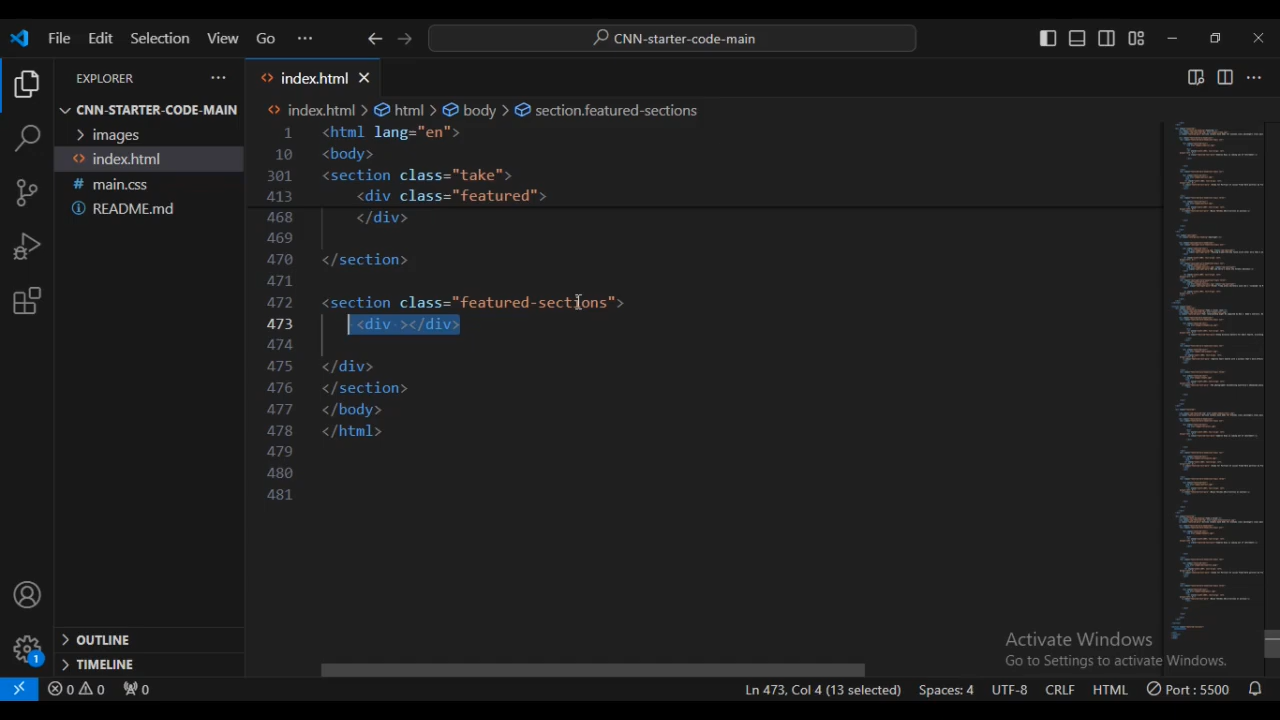 File Edit Selection View Go ··· CNN-starter-code-main
EXPLORER ···
index.html
CNN-STARTER-CODE-MAIN
images
index.html
main.css
README.md
OUTLINE
TIMELINE
index.html > html > body > section.featured-sections
1 <html lang="en">
10 <body>
301 <section class="take">
413 <div class="featured">
468 </div>
469
470 </section>
471
472 <section class="featured-sections">
473 <div ></div>
474
475 </div>
476 </section>
477 </body>
478 </html>
479
480
481
Activate Windows
Go to Settings to activate Windows.
1
0 0 0 Ln 473, Col 4 (13 selected) Spaces: 4 UTF-8 CRLF HTML Port : 5500